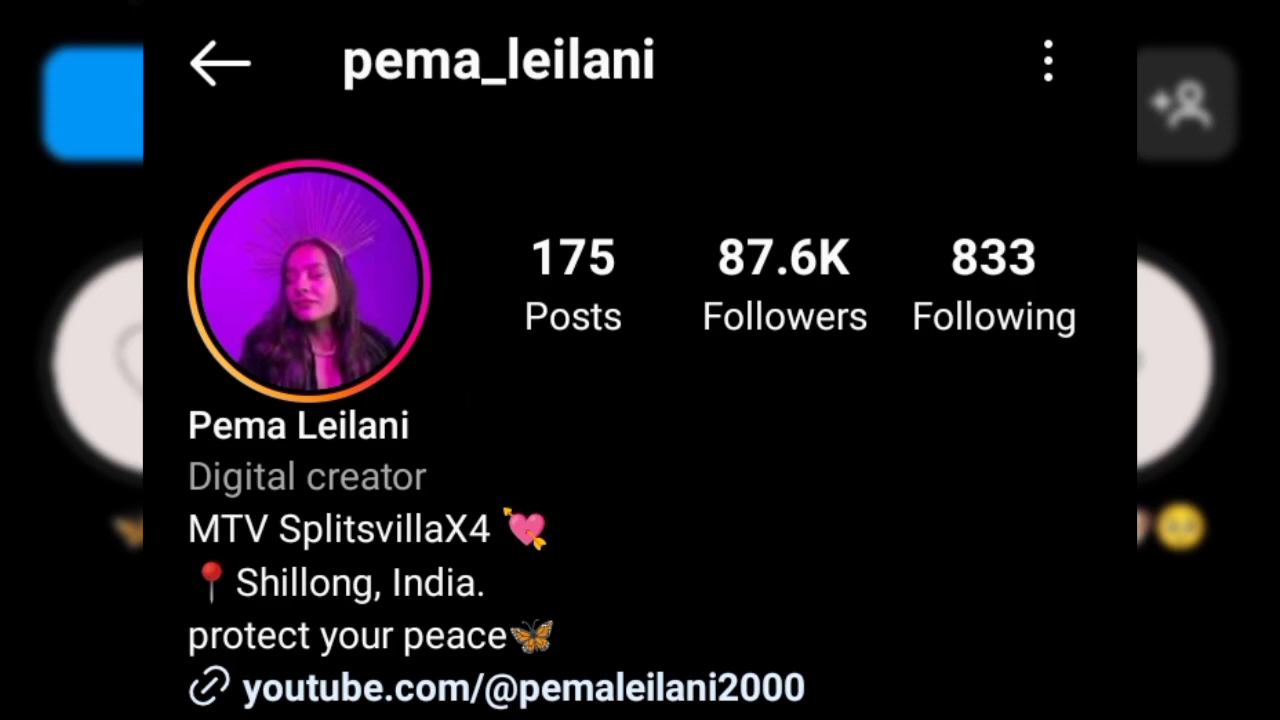 pema_leilani
175 87.6K 833
Posts Followers Following
Pema Leilani
Digital creator
MTV SplitsvillaX4 💘
📍Shillong, India.
protect your peace🦋
youtube.com/@pemaleilani2000